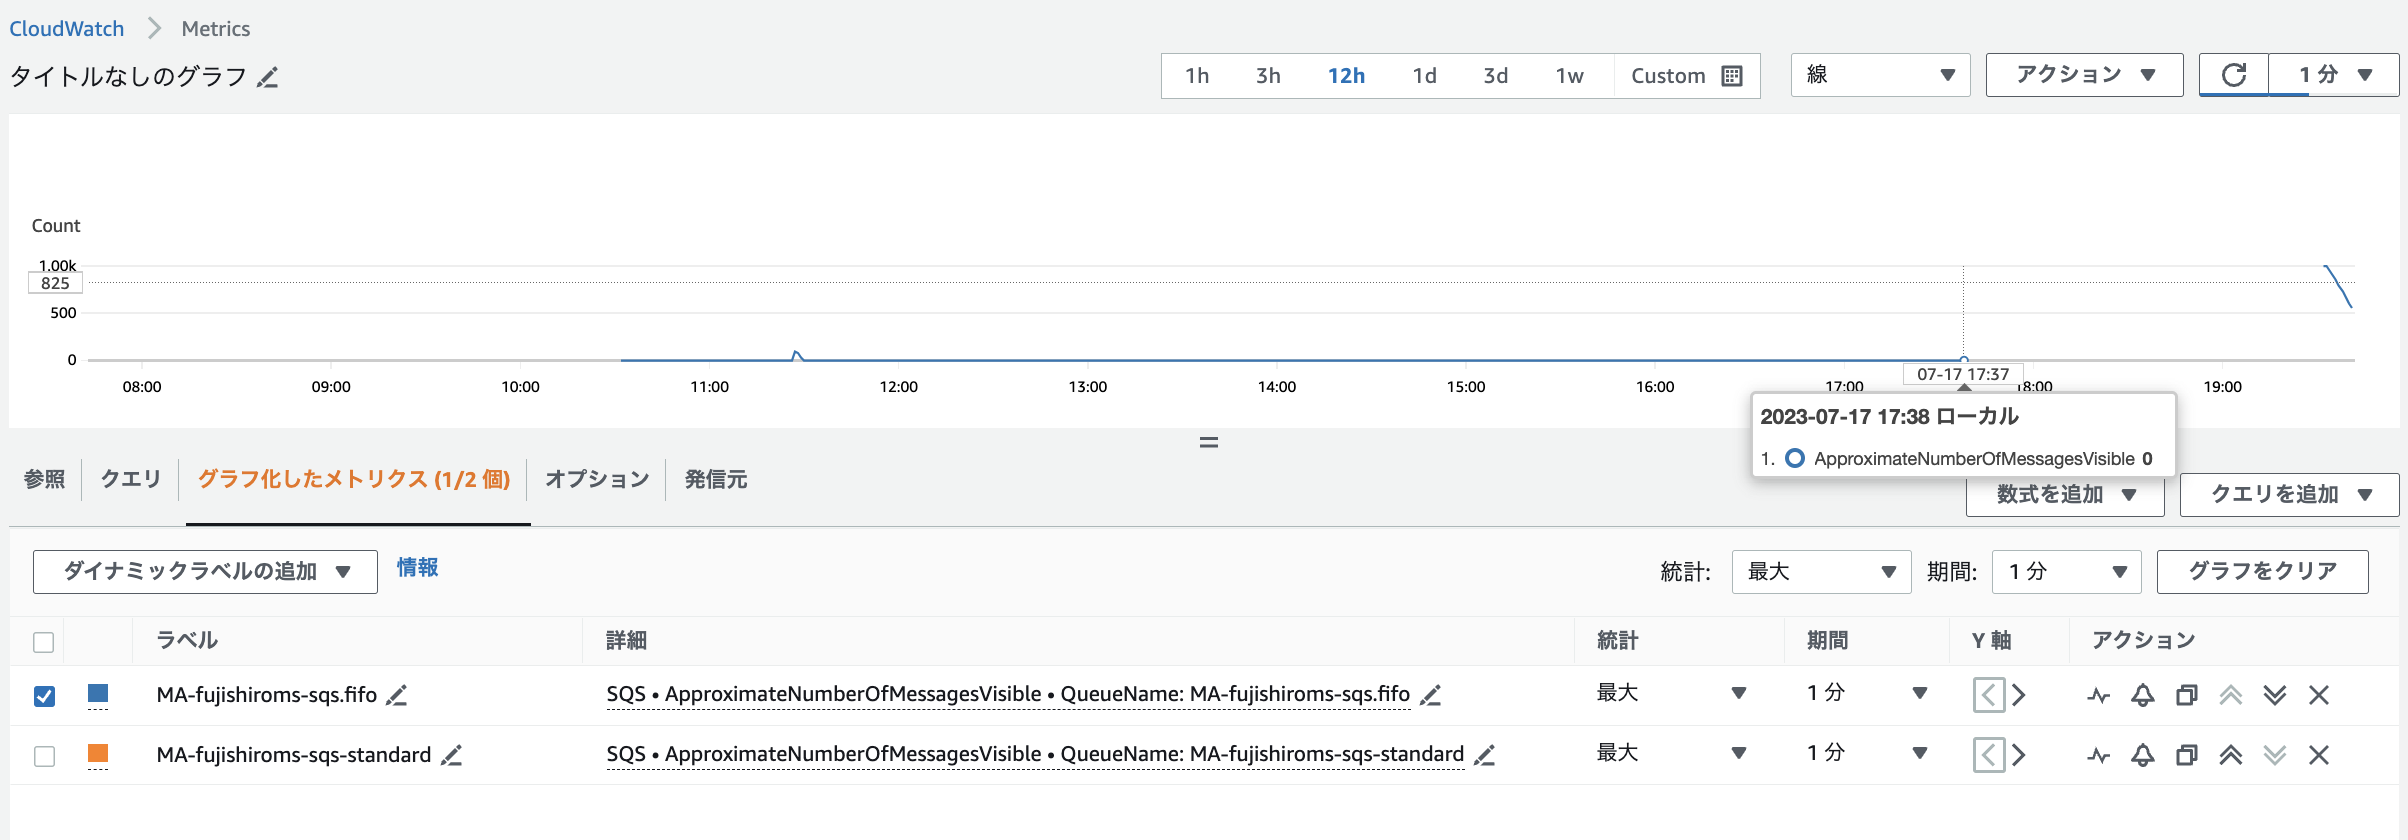 CloudWatch > Metrics
タイトルなしのグラフ
1h 3h 12h 1d 3d 1w Custom 線 アクション 1 分
Count
1.00k
825
500
0
08:00 09:00 10:00 11:00 12:00 13:00 14:00 15:00 16:00 17:00 18:00 19:00
07-17 17:37
2023-07-17 17:38 ローカル
1. ApproximateNumberOfMessagesVisible 0
参照 クエリ グラフ化したメトリクス (1/2 個) オプション 発信元 数式を追加 クエリを追加
ダイナミックラベルの追加 情報 統計: 最大 期間: 1 分 グラフをクリア
ラベル 詳細 統計 期間 Y 軸 アクション
MA-fujishiroms-sqs.fifo SQS • ApproximateNumberOfMessagesVisible • QueueName: MA-fujishiroms-sqs.fifo 最大 1 分
MA-fujishiroms-sqs-standard SQS • ApproximateNumberOfMessagesVisible • QueueName: MA-fujishiroms-sqs-standard 最大 1 分